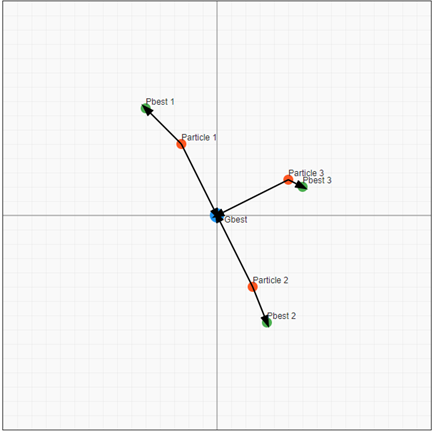 Pbest 1
Particle 1
Particle 3
Pbest 3
Gbest
Particle 2
Pbest 2